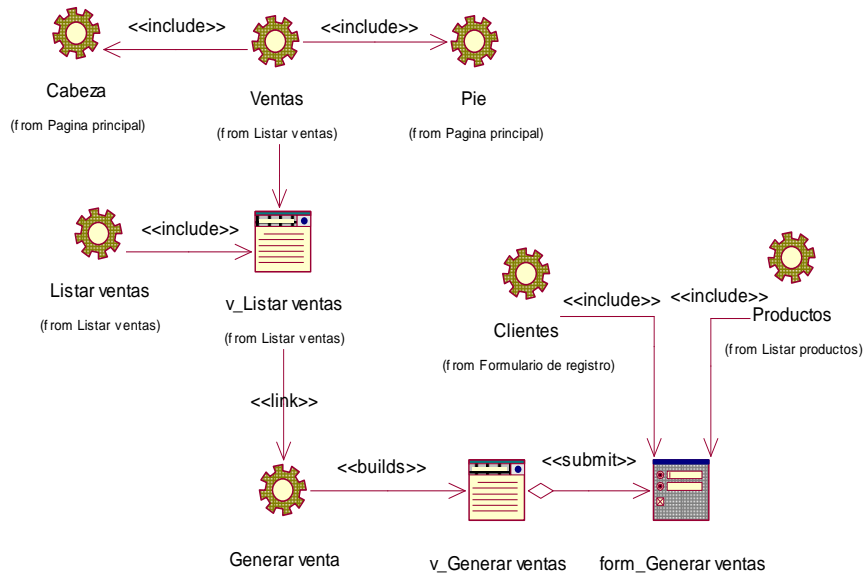 <<include>>
<<include>>
Cabeza
Ventas
Pie
(from Pagina principal)
(from Listar ventas)
(from Pagina principal)
<<include>>
Listar ventas
(from Listar ventas)
v_Listar ventas
(from Listar ventas)
<<include>>
<<include>>
Clientes
(from Formulario de registro)
Productos
(from Listar productos)
<<link>>
<<builds>>
<<submit>>
Generar venta
v_Generar ventas
form_Generar ventas